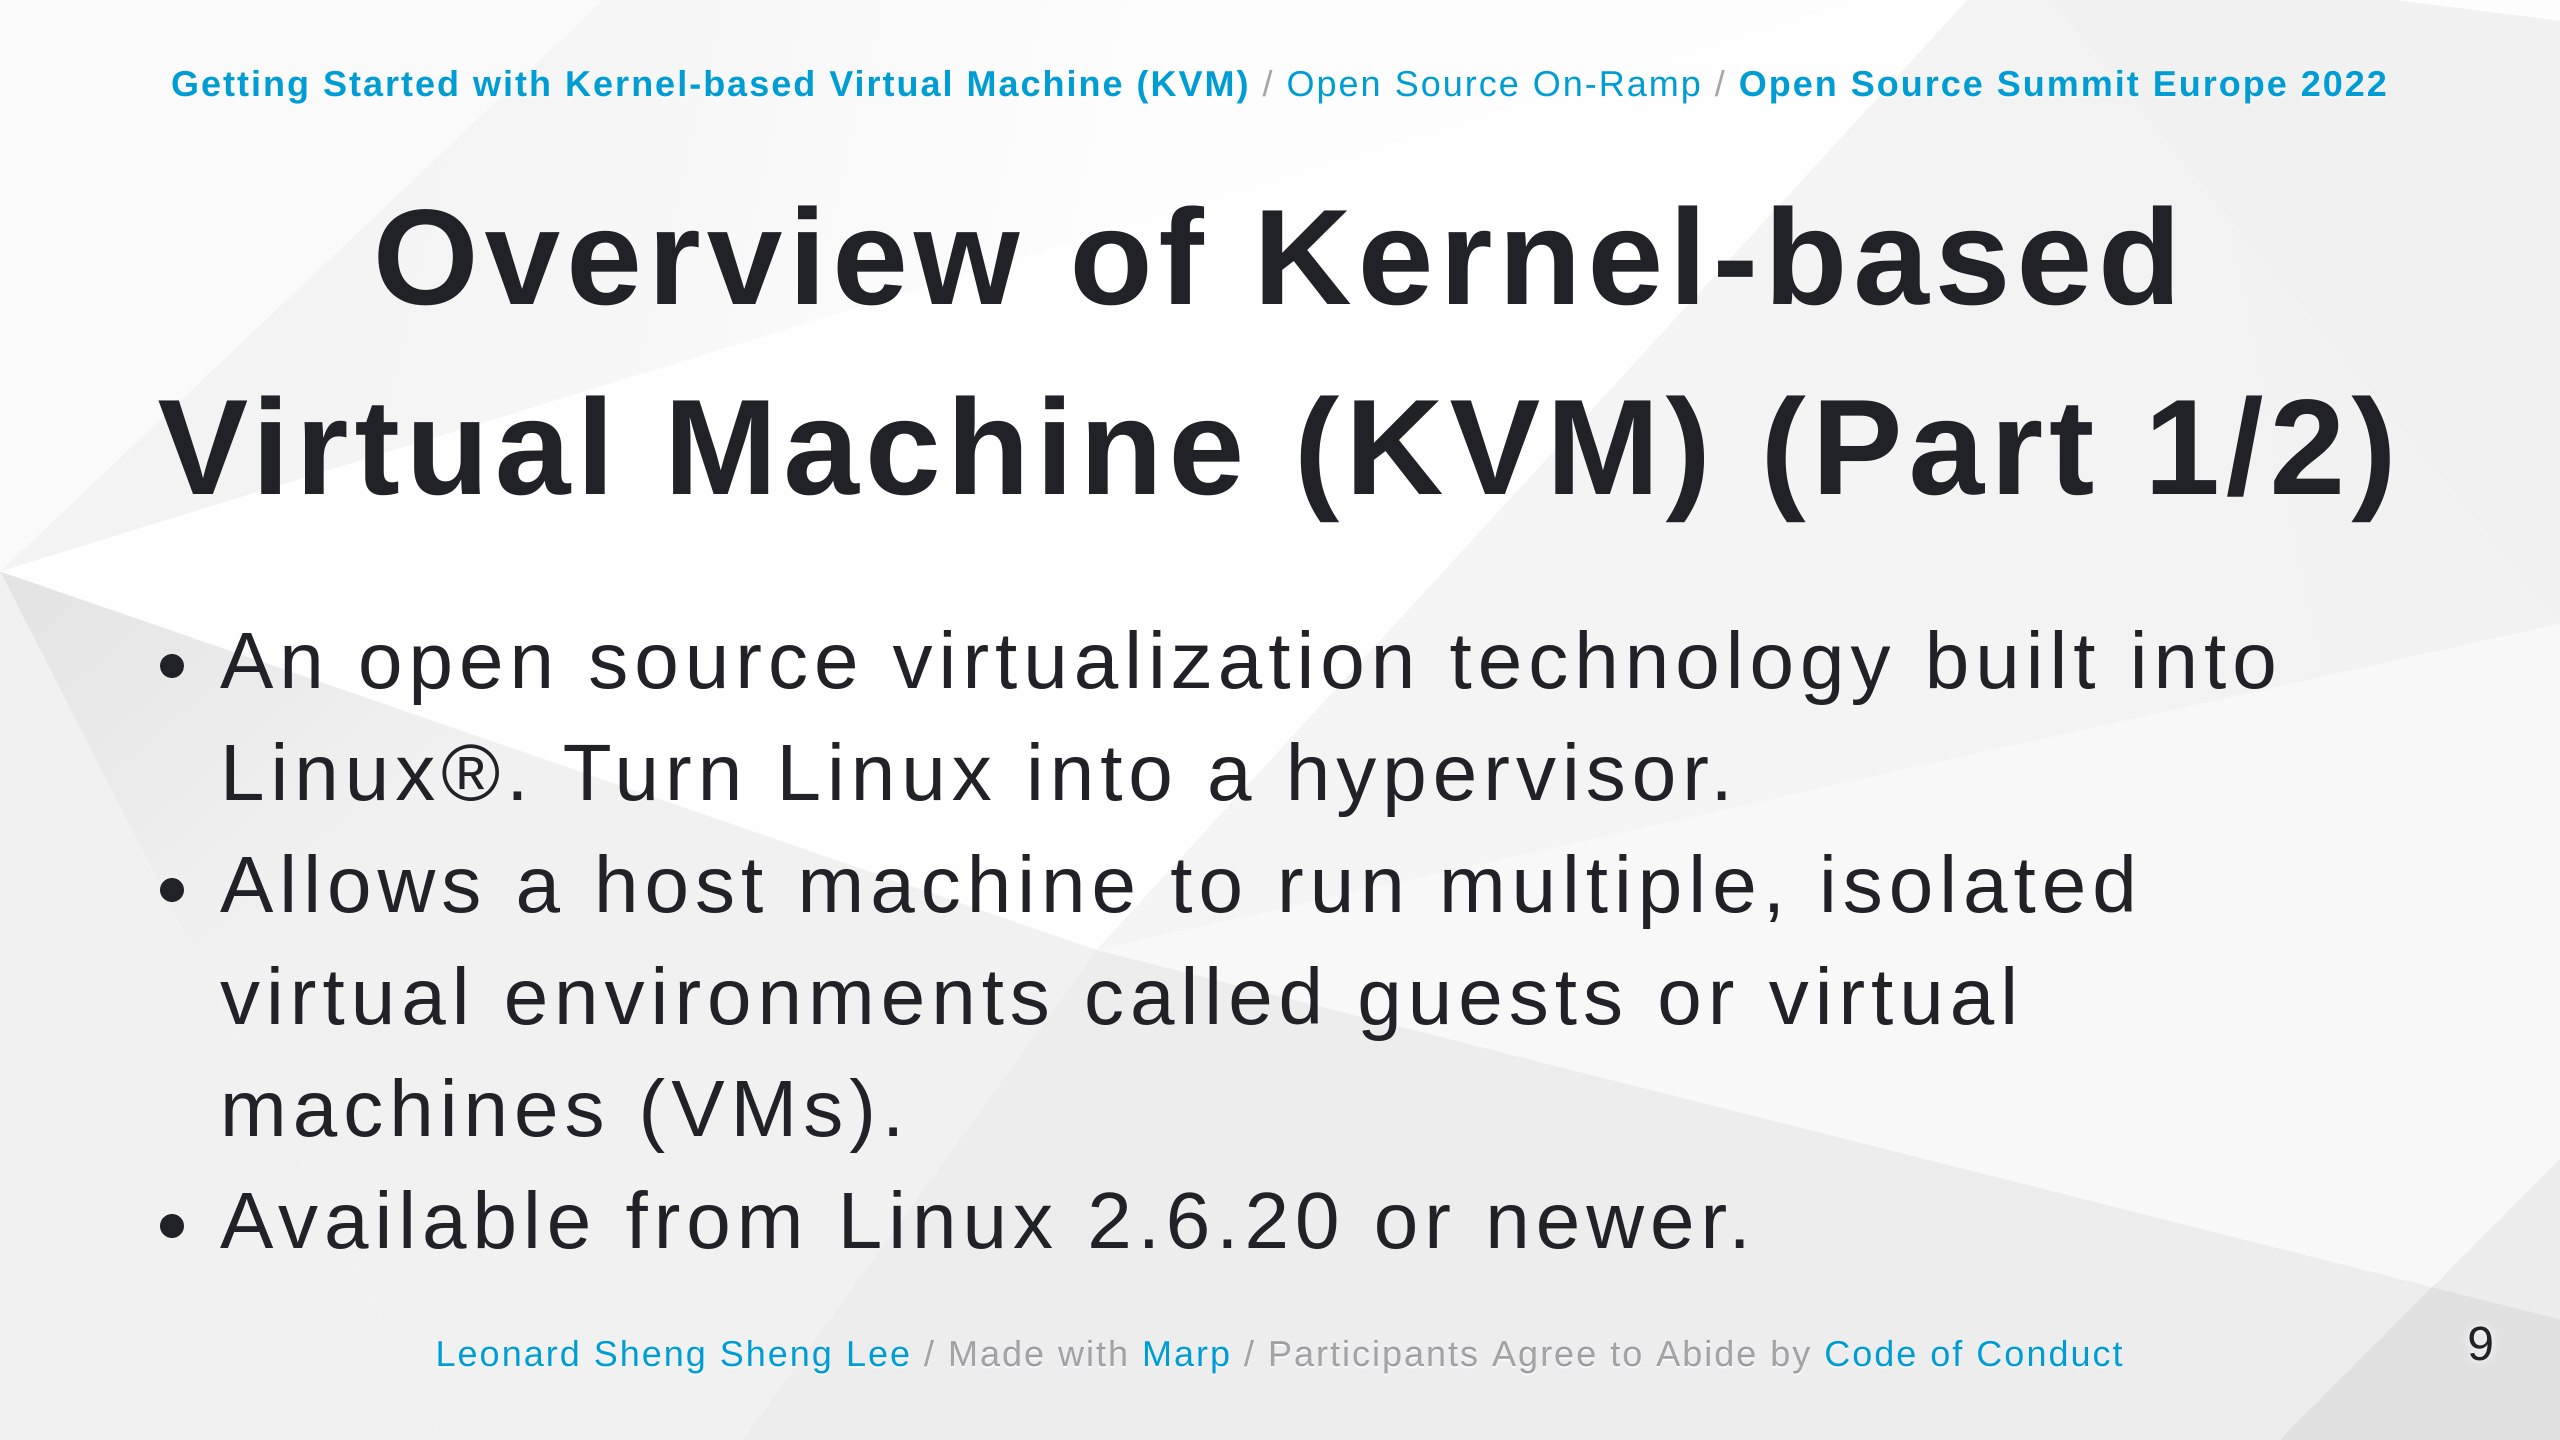 Getting Started with Kernel-based Virtual Machine (KVM) / Open Source On-Ramp / Open Source Summit Europe 2022
Overview of Kernel-based
Virtual Machine (KVM) (Part 1/2)
• An open source virtualization technology built into
Linux®. Turn Linux into a hypervisor.
• Allows a host machine to run multiple, isolated
virtual environments called guests or virtual
machines (VMs).
• Available from Linux 2.6.20 or newer.
Leonard Sheng Sheng Lee / Made with Marp / Participants Agree to Abide by Code of Conduct
9